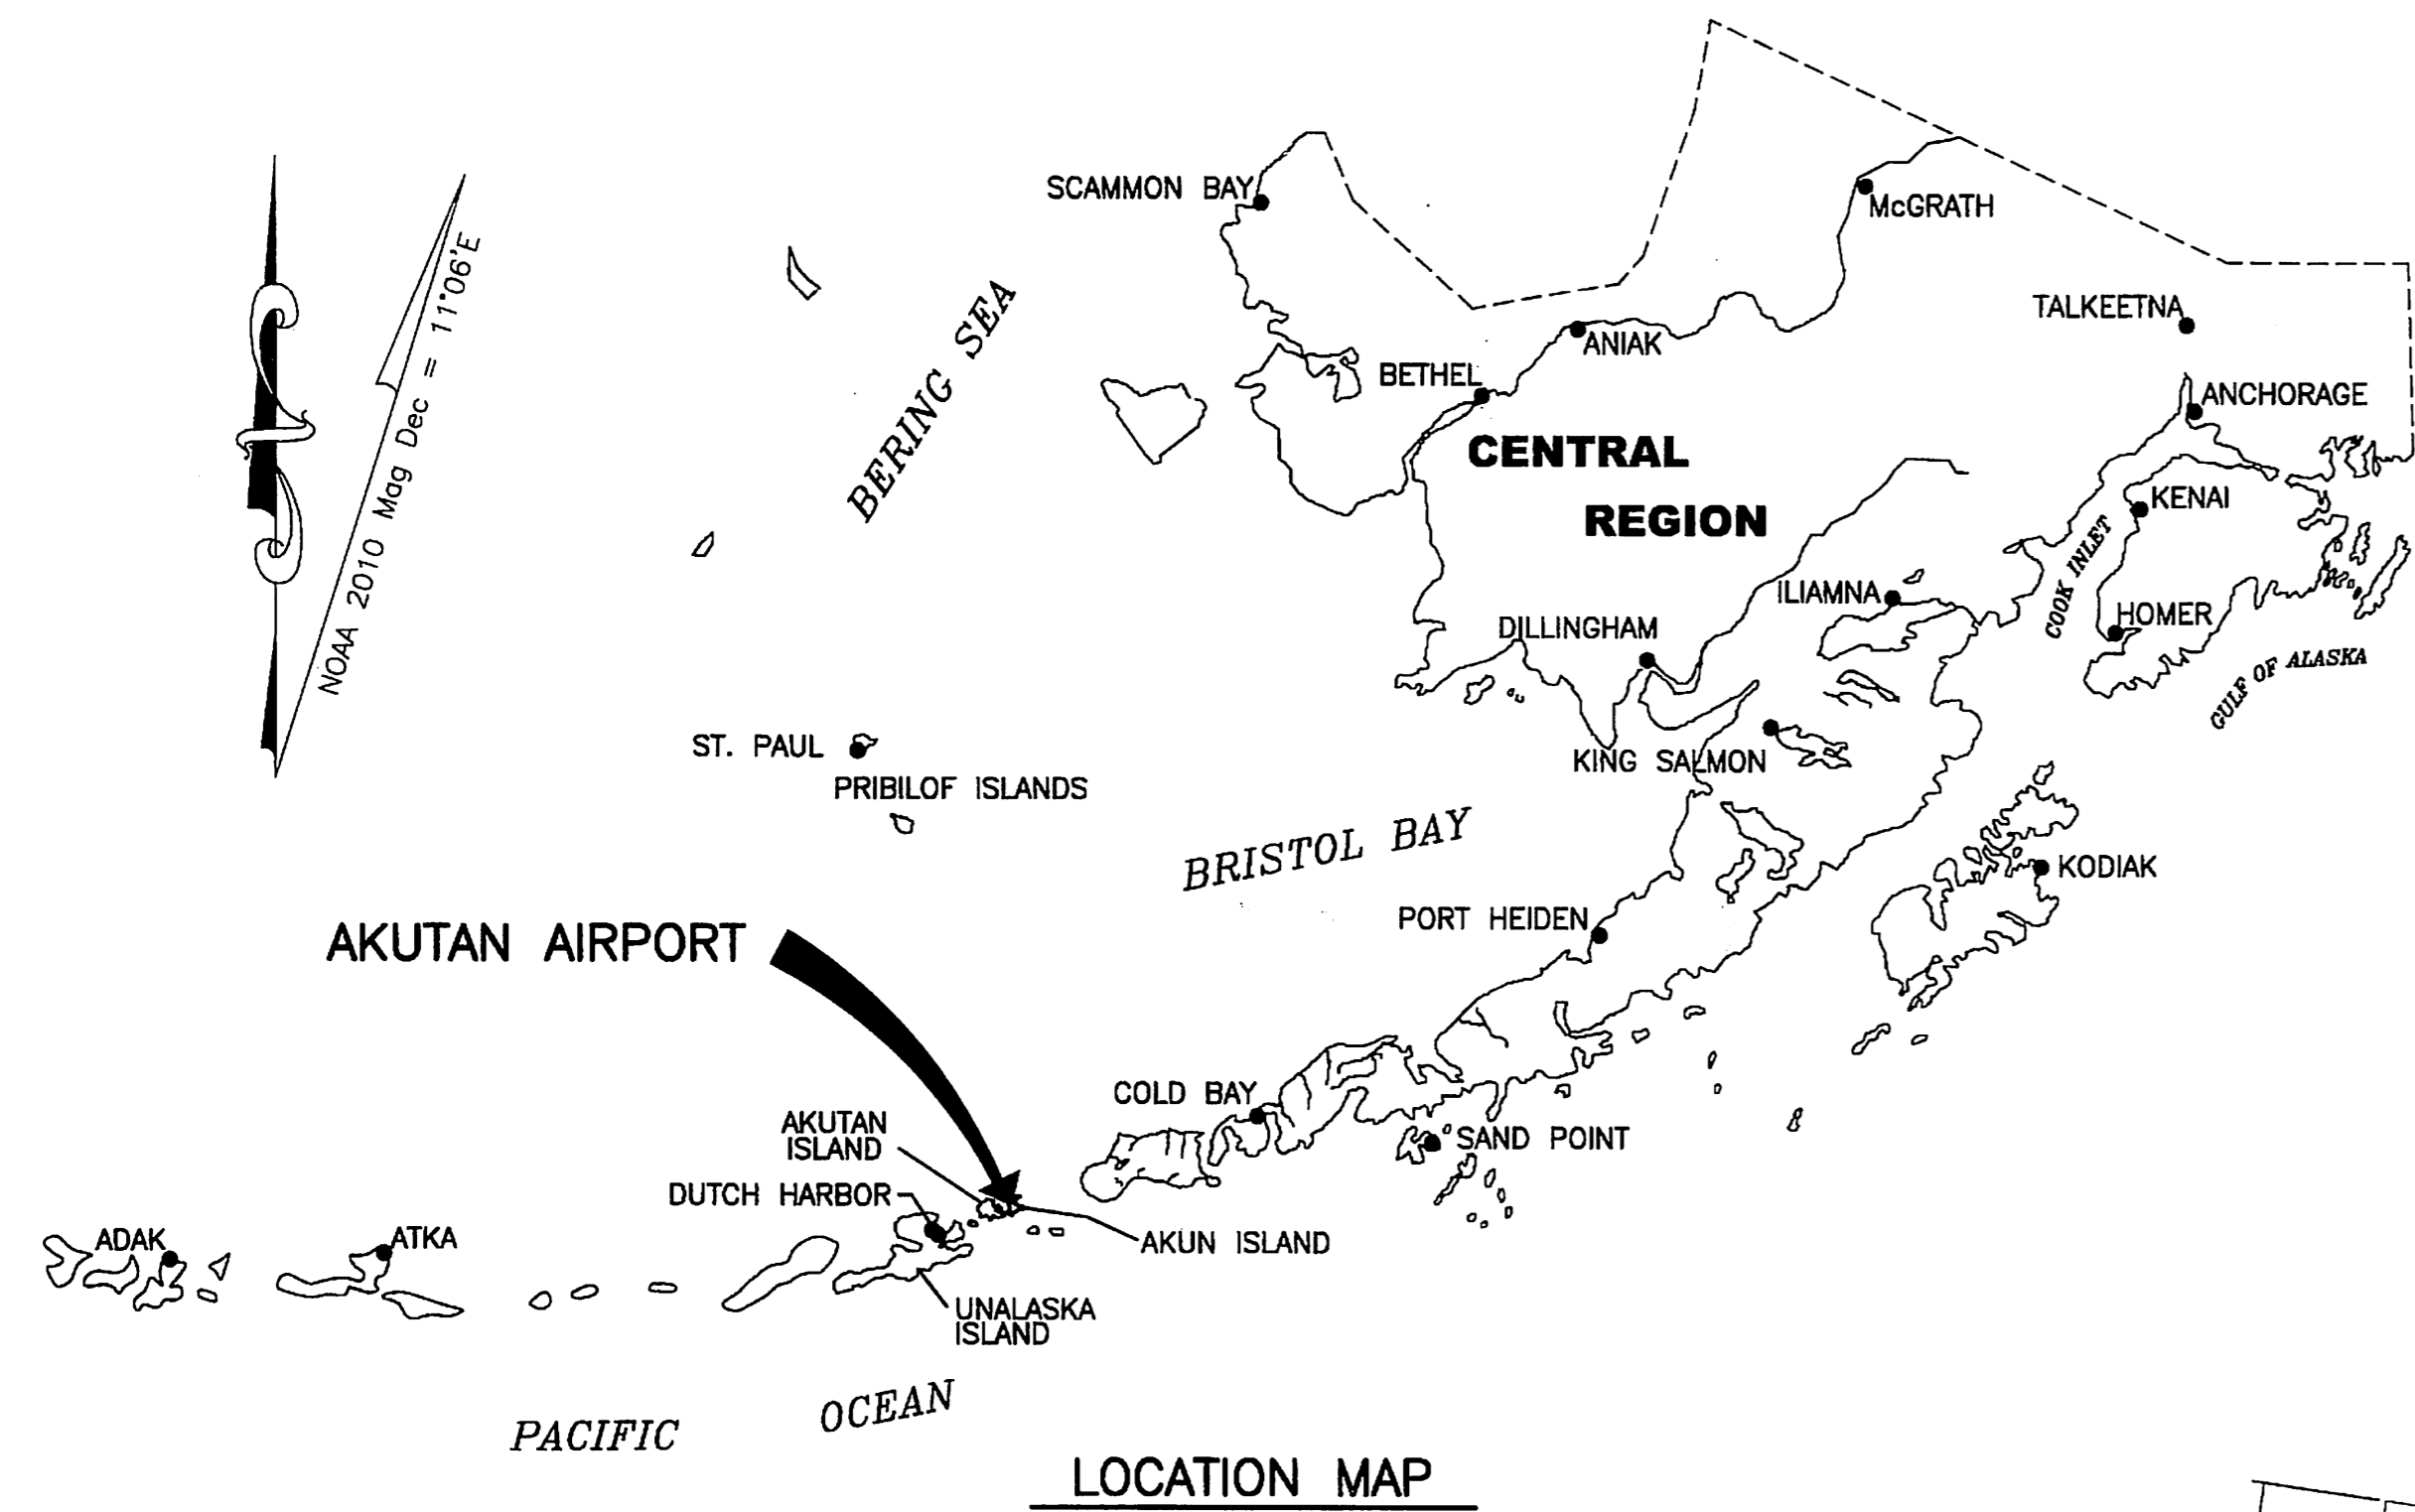 SCAMMON BAY
McGRATH
NOAA 2010 Mag Dec = 11°06'E
BERING SEA
TALKEETNA
ANIAK
BETHEL
ANCHORAGE
CENTRAL
REGION
KENAI
COOK INLET
ILIAMNA
HOMER
DILLINGHAM
GULF OF ALASKA
ST. PAUL
KING SALMON
PRIBILOF ISLANDS
BRISTOL BAY
KODIAK
PORT HEIDEN
AKUTAN AIRPORT
COLD BAY
AKUTAN
ISLAND
SAND POINT
DUTCH HARBOR
ADAK
ATKA
AKUN ISLAND
UNALASKA
ISLAND
PACIFIC OCEAN
LOCATION MAP